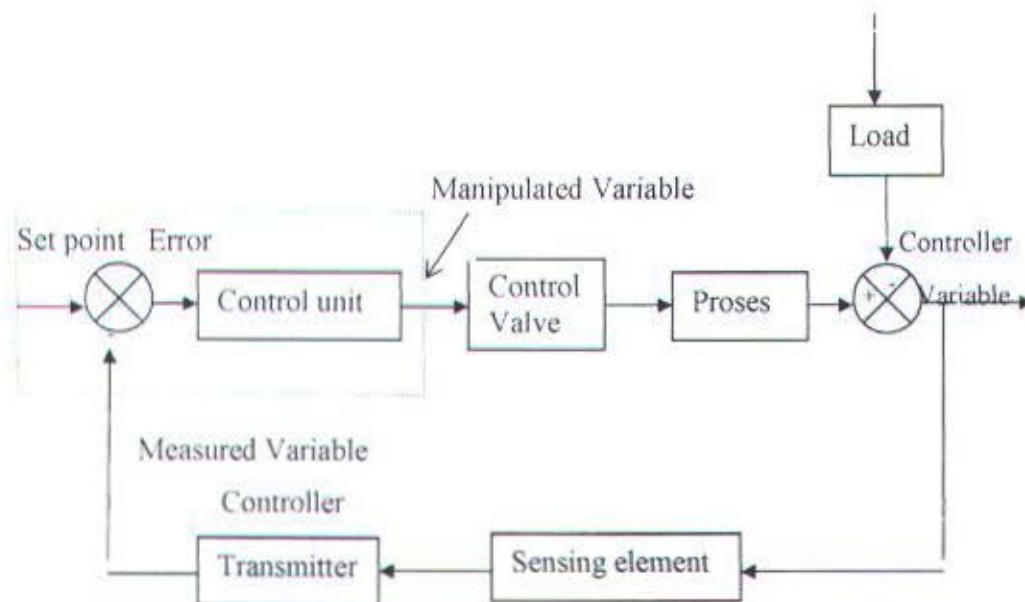 Load
Manipulated Variable
Set point Error
Controller
Control unit
Control
Valve
Proses
+ -
Variable
-
Measured Variable
Controller
Transmitter
Sensing element